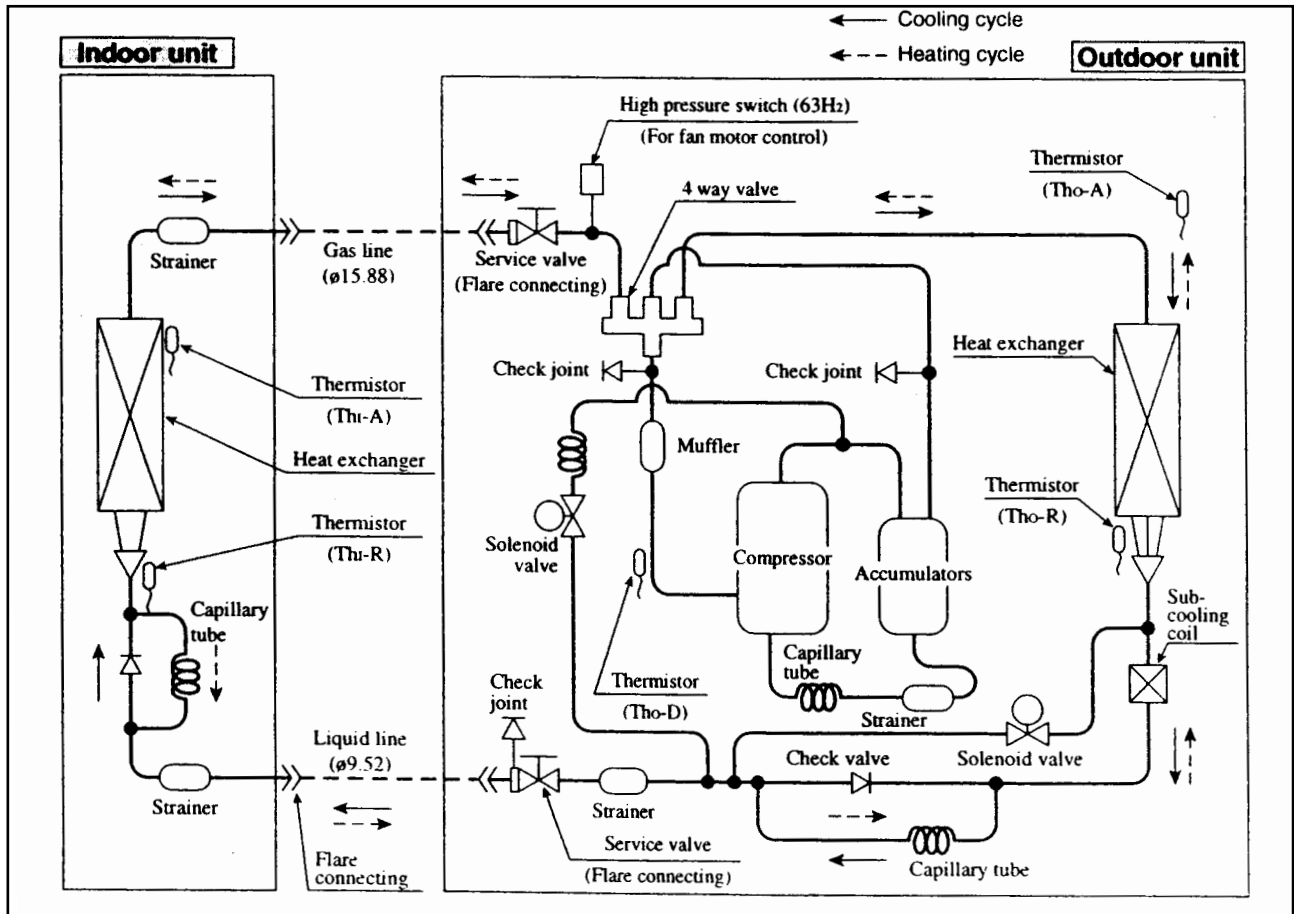 Cooling cycle
Heating cycle
Indoor unit
Outdoor unit
High pressure switch (63H2)
(For fan motor control)
Thermistor
(Tho-A)
4 way valve
Strainer
Gas line
(ø15.88)
Service valve
(Flare connecting)
Check joint
Check joint
Heat exchanger
Thermistor
(ThI-A)
Heat exchanger
Muffler
Thermistor
(Tho-R)
Thermistor
(ThI-R)
Solenoid
valve
Compressor
Accumulators
Capillary
tube
Sub-
cooling
coil
Capillary
tube
Check
joint
Thermistor
(Tho-D)
Strainer
Liquid line
(ø9.52)
Check valve
Solenoid valve
Strainer
Strainer
Service valve
(Flare connecting)
Capillary tube
Flare
connecting